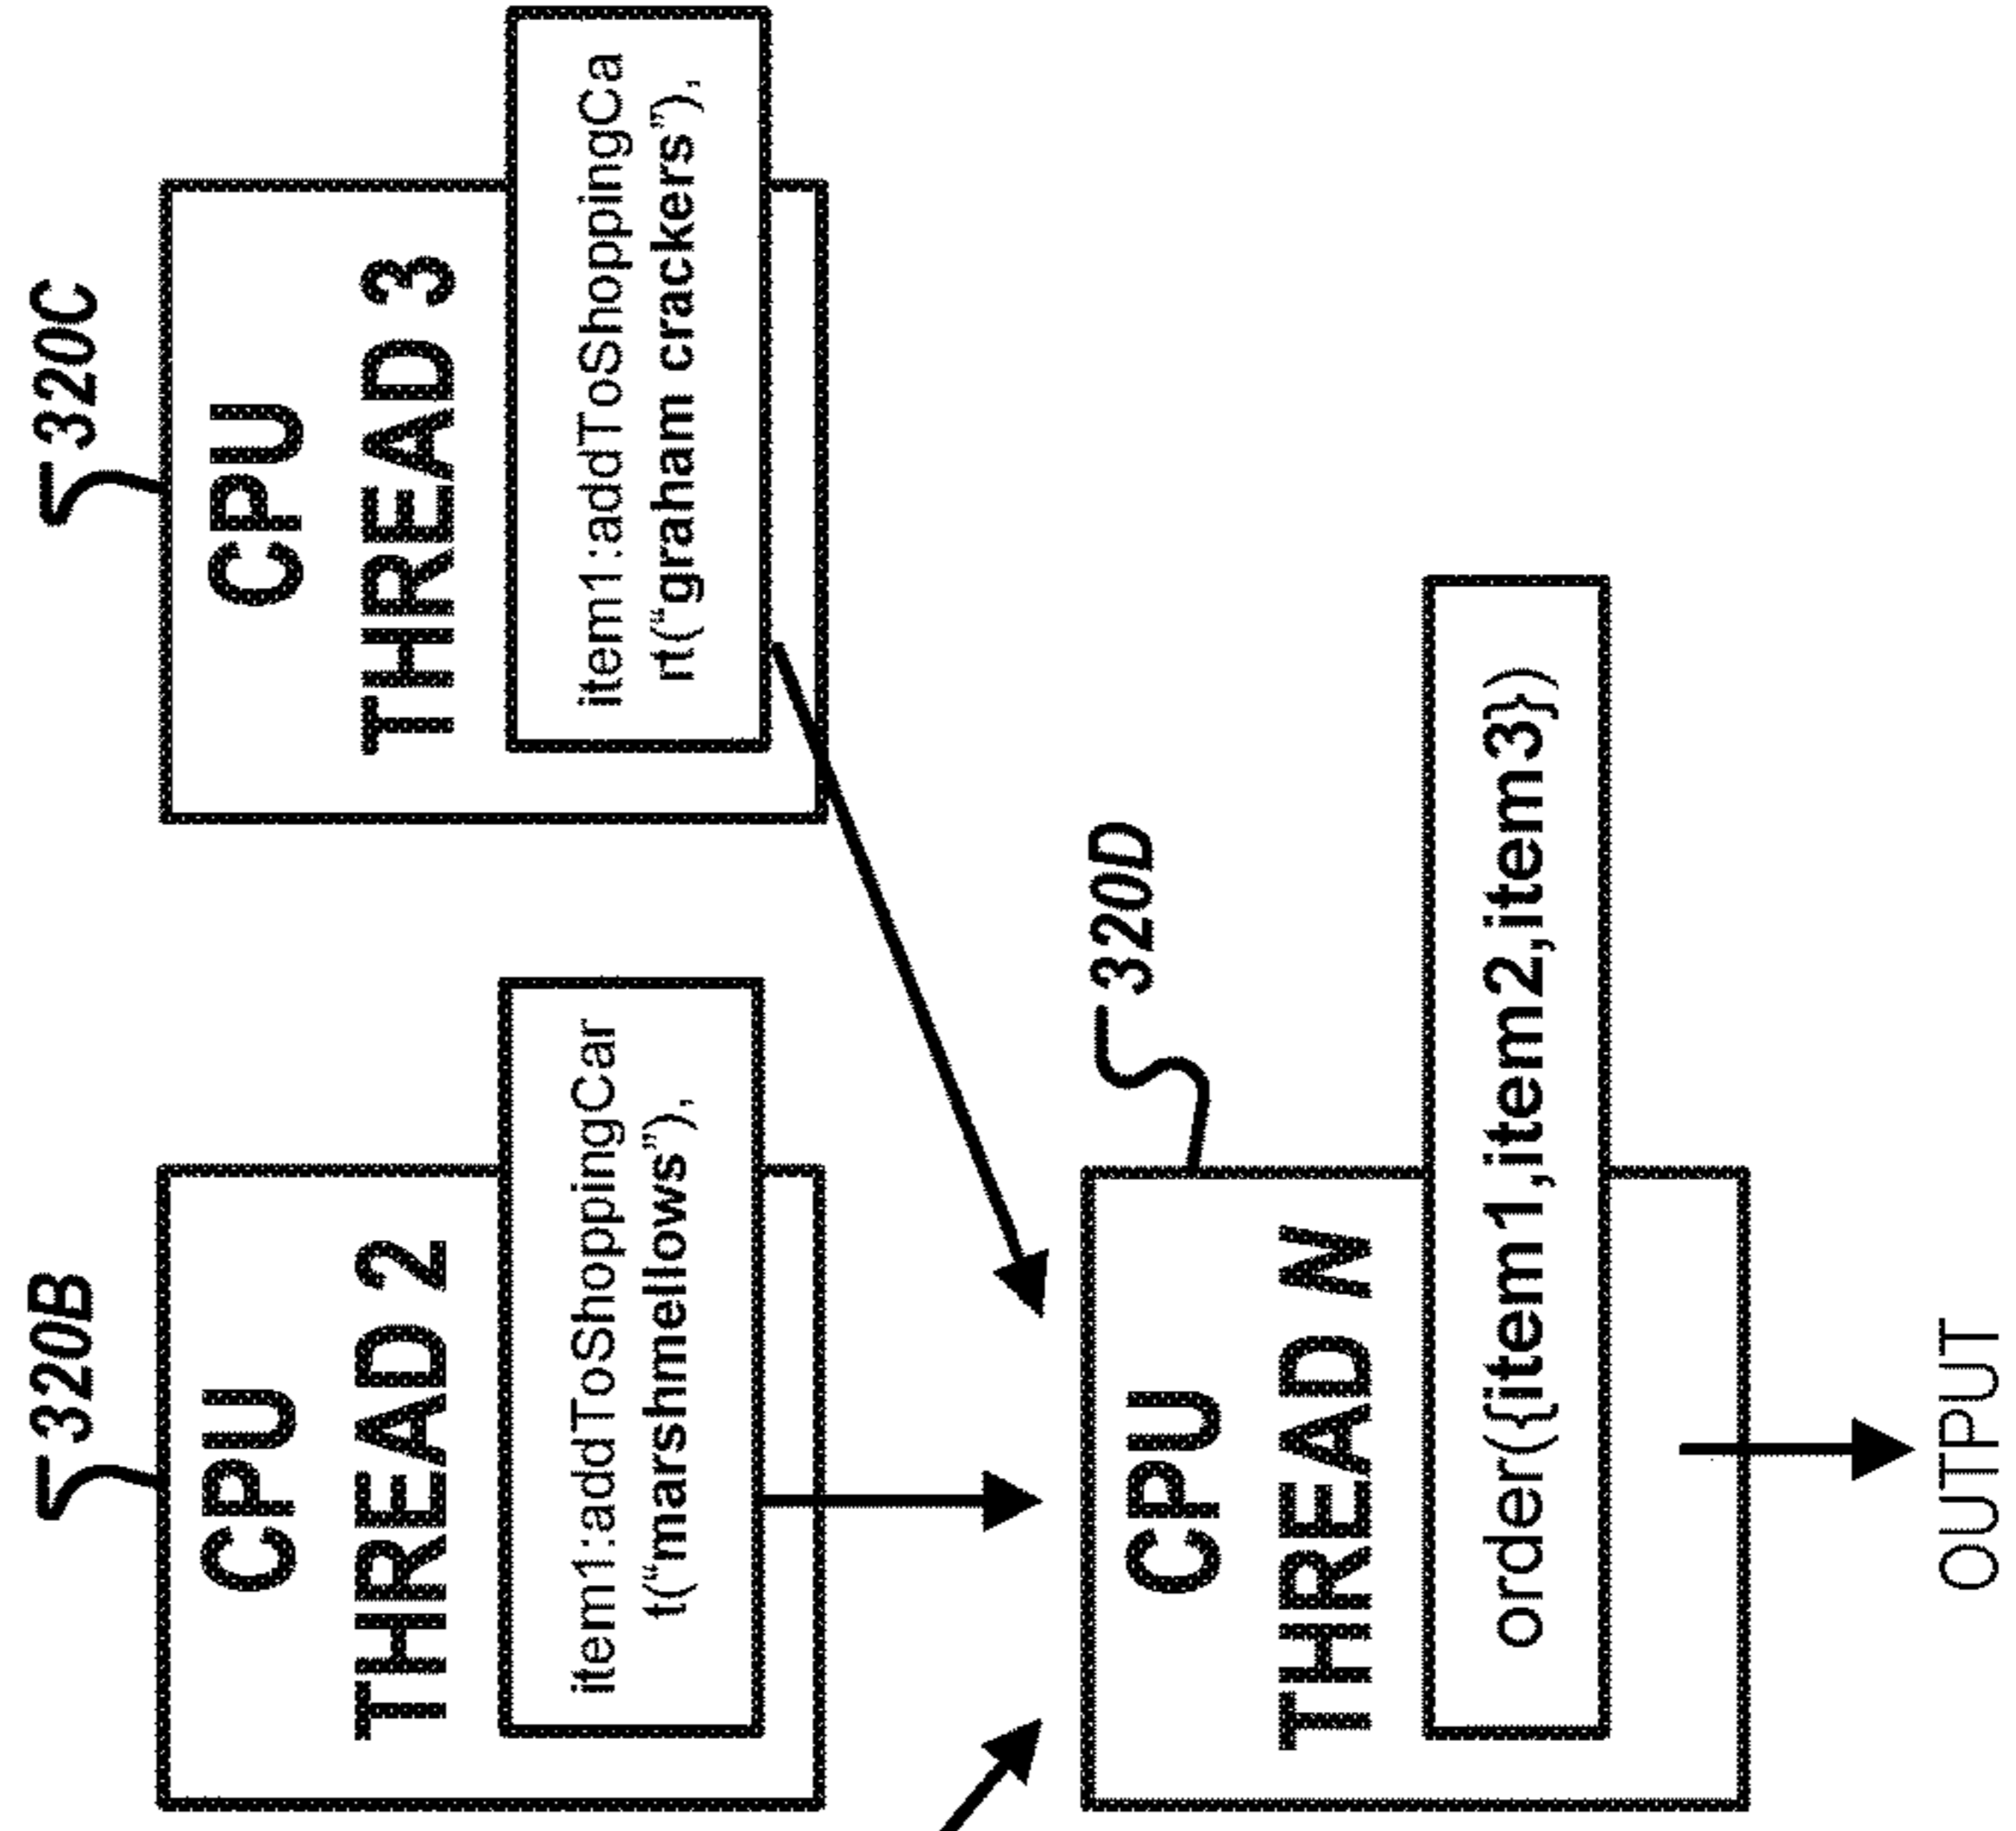 320B
CPU
THREAD 2
item1:addToShoppingCar
t(“marshmellows”),
320C
CPU
THREAD 3
item1:addToShoppingCa
rt(“graham crackers”),
320D
CPU
THREAD N
order({item1,item2,item3})
OUTPUT